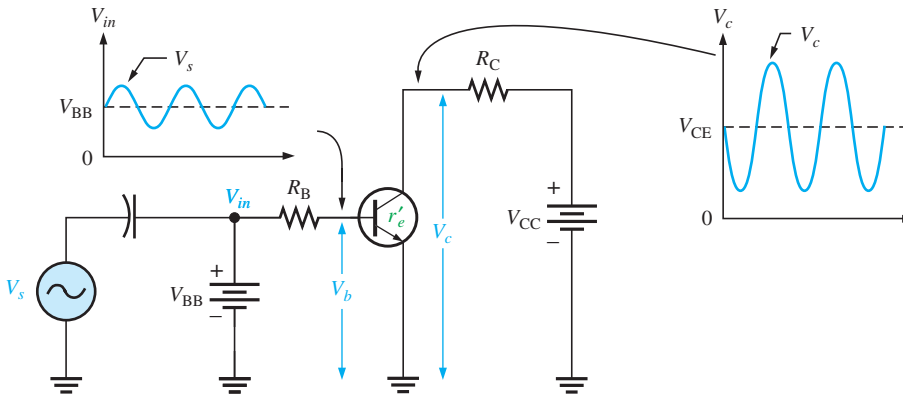 V_in
V_s
V_BB
0
R_B
V_in
V_s
V_BB
+
−
V_b
r′_e
V_c
R_C
V_CC
+
−
V_c
V_c
V_CE
0